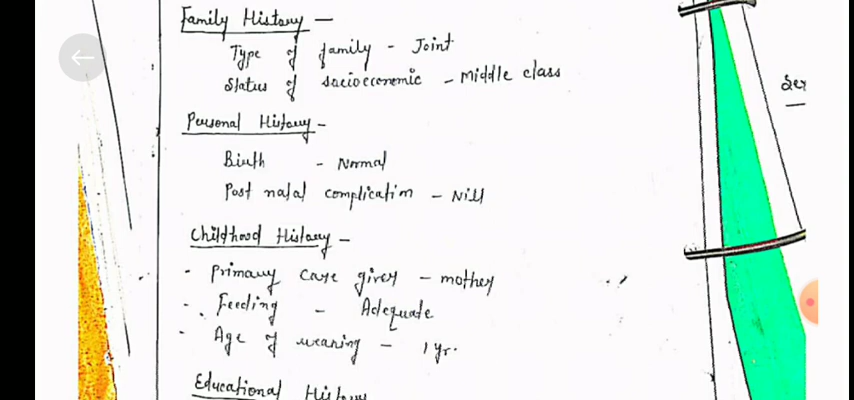 Family History —
Type of family - Joint
Status of socioeconomic - Middle class
Personal History -
Birth - Normal
Post natal complication - Nill
Childhood History -
- Primary care giver - mother
- Feeding - Adequate
- Age of weaning - 1 yr.
Educational History